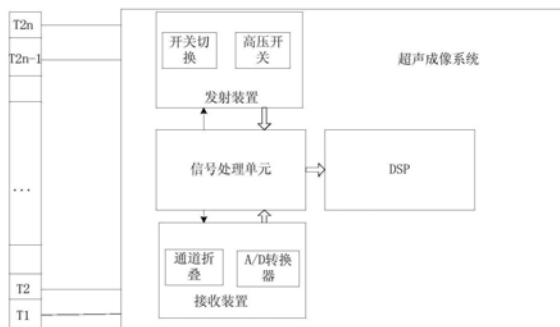 T2n
T2n-1
...
T2
T1
开关切
换
高压开
关
发射装置
超声成像系统
信号处理单元
DSP
通道折
叠
A/D转换
器
接收装置